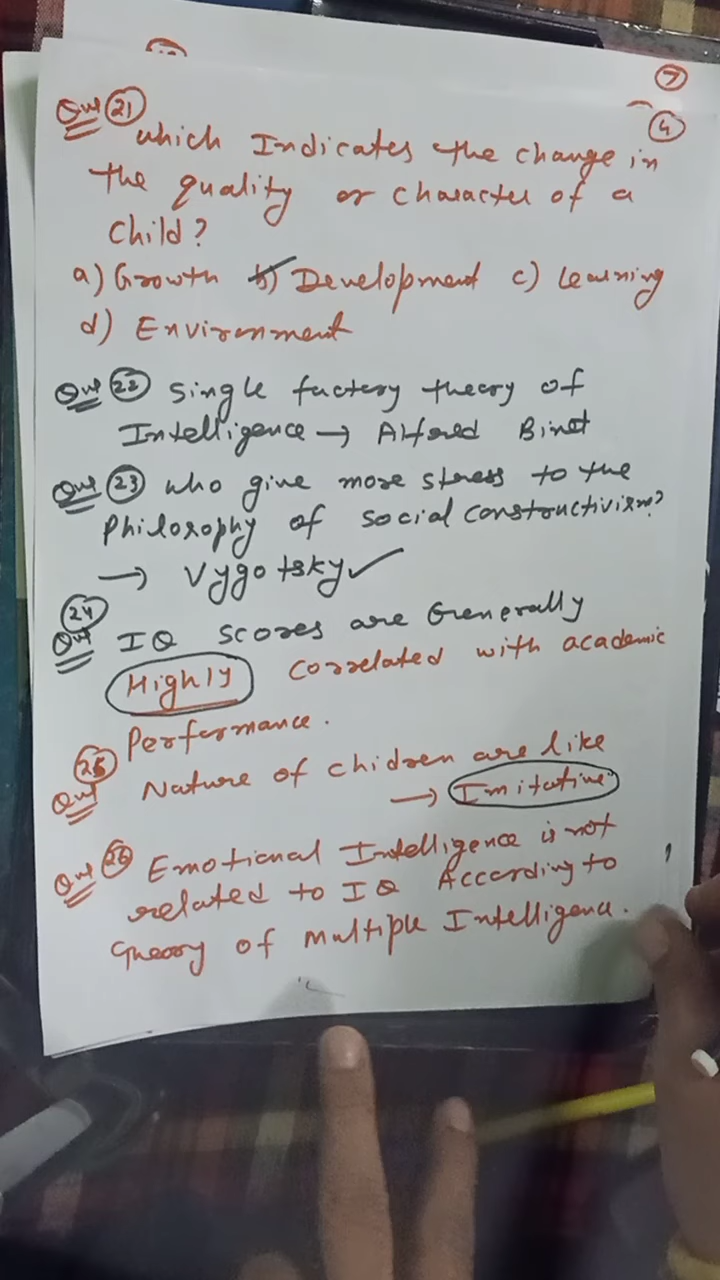 7
4
Que 21
which Indicates the change in
the quality or character of a
child?
a) Growth b) Development c) Learning
d) Environment
Que 22 Single factory theory of
Intelligence → Alfred Binet
Que 23 who give more stress to the
Philosophy of social constructivism?
→ Vygotsky ✓
24
Que IQ scores are Generally
Highly correlated with academic
Performance.
25
Que Nature of chidren are like
→ Imitative
Que 26 Emotional Intelligence is not
related to IQ According to
theory of Multiple Intelligence.